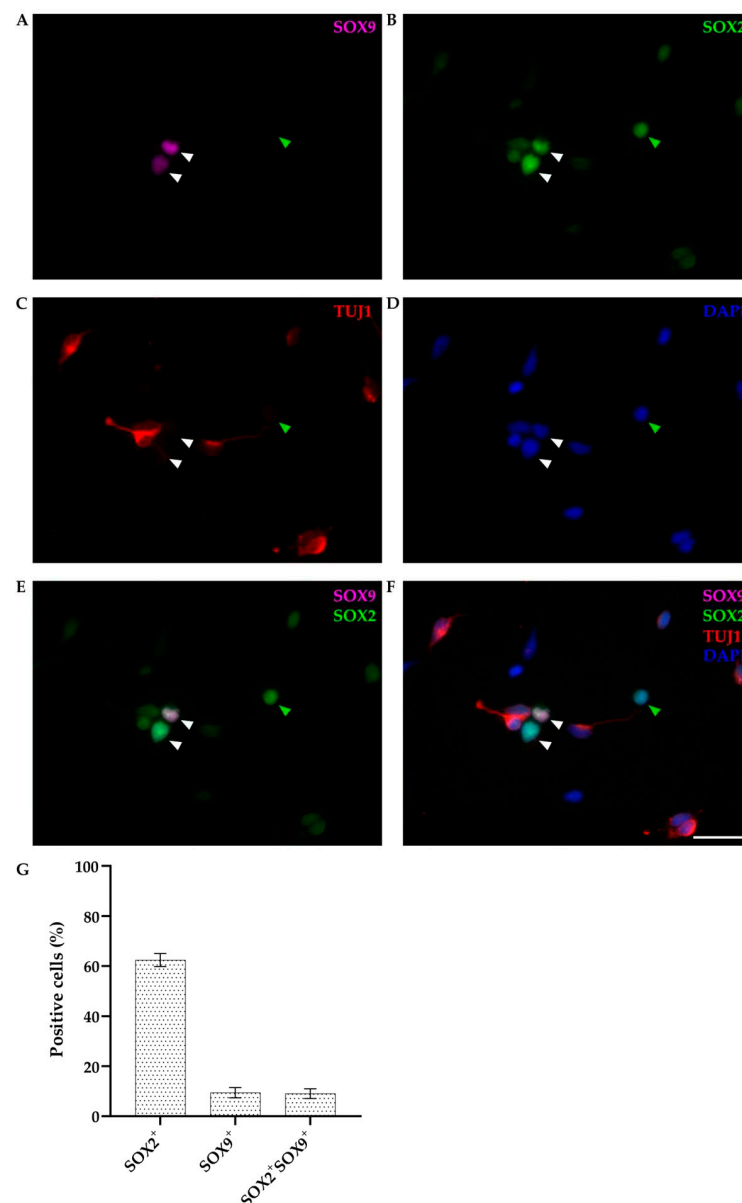 A
SOX9
B
SOX2
C
TUJ1
D
DAPI
E
SOX9
SOX2
F
SOX9
SOX2
TUJ1
DAPI
G
100
80
60
40
20
0
Positive cells (%)
SOX2⁺
SOX9⁺
SOX2⁺SOX9⁺